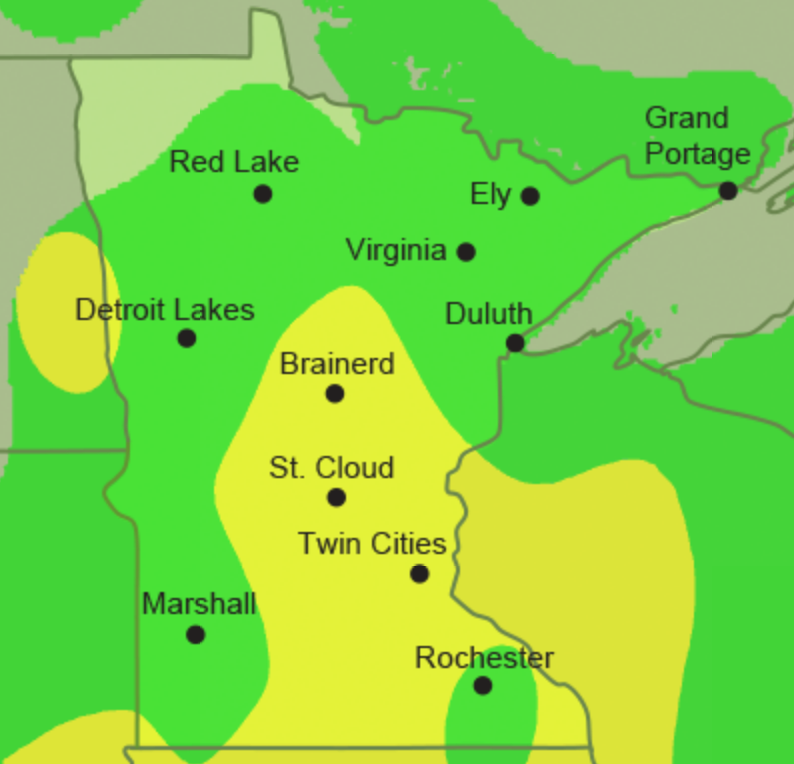 Grand
Portage
Red Lake
Ely
Virginia
Detroit Lakes
Duluth
Brainerd
St. Cloud
Twin Cities
Marshall
Rochester